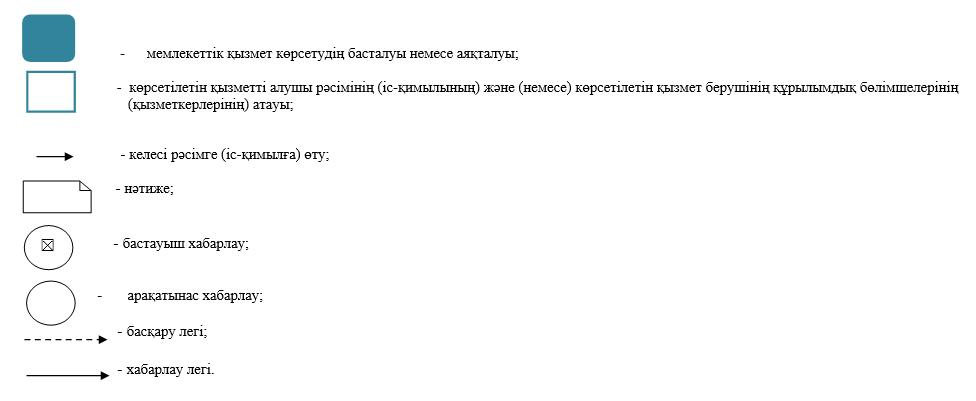 - мемлекеттік қызмет көрсетудің басталуы немесе аяқталуы;
- көрсетілетін қызметті алушы рәсімінің (іс-қимылының) және (немесе) көрсетілетін қызмет берушінің құрылымдық бөлімшелерінің
(қызметкерлерінің) атауы;
- келесі рәсімге (іс-қимылға) өту;
- нәтиже;
- бастауыш хабарлау;
- арақатынас хабарлау;
- басқару легі;
- хабарлау легі.